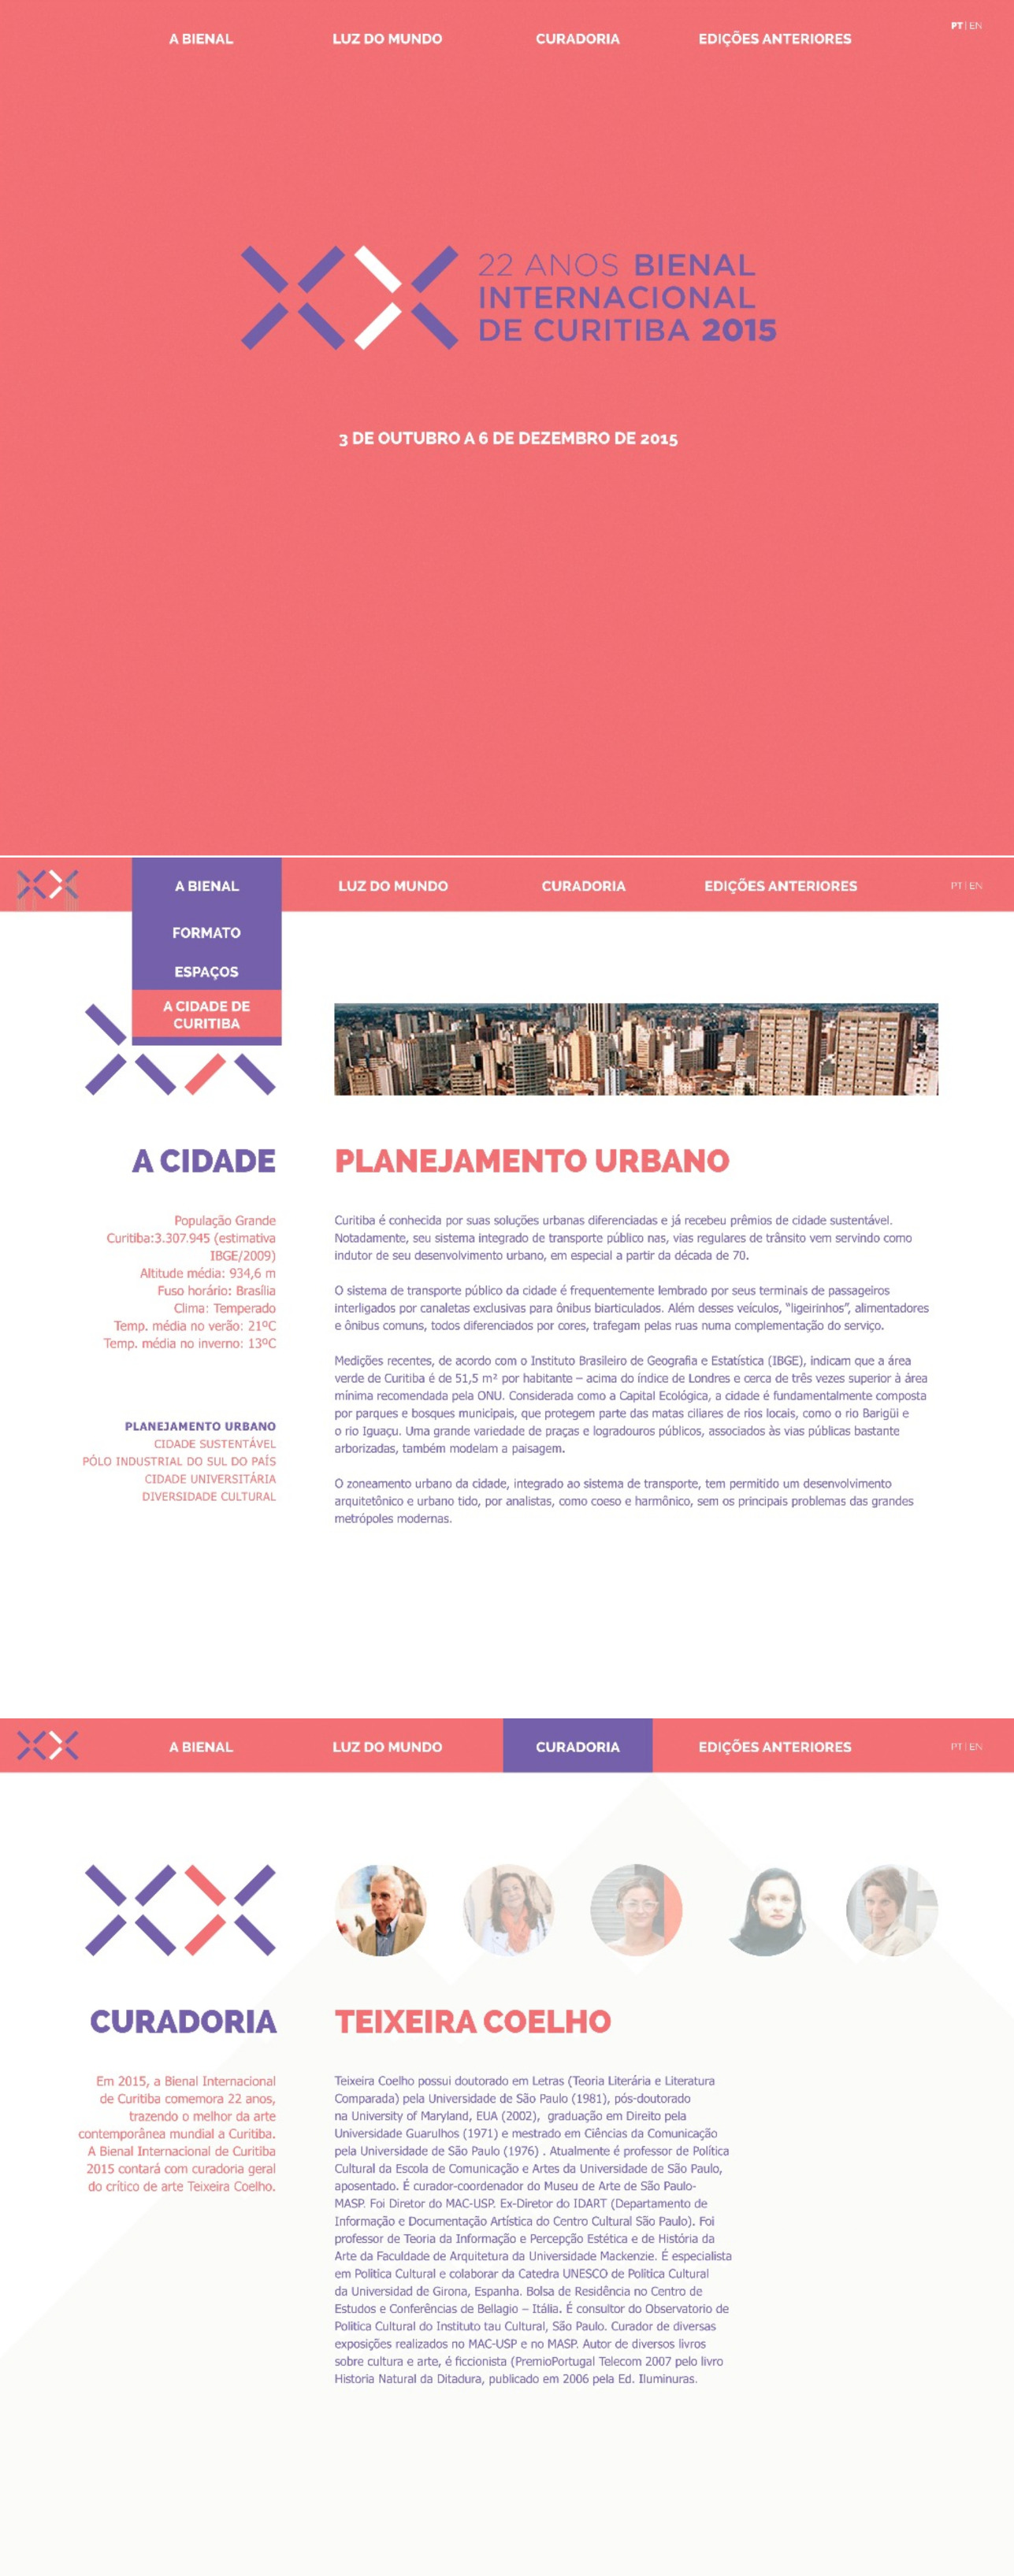 A BIENAL
LUZ DO MUNDO
CURADORIA
EDIÇÕES ANTERIORES
PT | EN
22 ANOS BIENAL
INTERNACIONAL
DE CURITIBA 2015
3 DE OUTUBRO A 6 DE DEZEMBRO DE 2015
A BIENAL
LUZ DO MUNDO
CURADORIA
EDIÇÕES ANTERIORES
PT | EN
FORMATO
ESPAÇOS
A CIDADE DE
CURITIBA
A CIDADE
População Grande
Curitiba:3.307.945 (estimativa
IBGE/2009)
Altitude média: 934,6 m
Fuso horário: Brasília
Clima: Temperado
Temp. média no verão: 21ºC
Temp. média no inverno: 13ºC
PLANEJAMENTO URBANO
CIDADE SUSTENTÁVEL
PÓLO INDUSTRIAL DO SUL DO PAÍS
CIDADE UNIVERSITÁRIA
DIVERSIDADE CULTURAL
PLANEJAMENTO URBANO
Curitiba é conhecida por suas soluções urbanas diferenciadas e já recebeu prêmios de cidade sustentável.
Notadamente, seu sistema integrado de transporte público nas, vias regulares de trânsito vem servindo como
indutor de seu desenvolvimento urbano, em especial a partir da década de 70.
O sistema de transporte público da cidade é frequentemente lembrado por seus terminais de passageiros
interligados por canaletas exclusivas para ônibus biarticulados. Além desses veículos, "ligeirinhos", alimentadores
e ônibus comuns, todos diferenciados por cores, trafegam pelas ruas numa complementação do serviço.
Medições recentes, de acordo com o Instituto Brasileiro de Geografia e Estatística (IBGE), indicam que a área
verde de Curitiba é de 51,5 m² por habitante – acima do índice de Londres e cerca de três vezes superior à área
mínima recomendada pela ONU. Considerada como a Capital Ecológica, a cidade é fundamentalmente composta
por parques e bosques municipais, que protegem parte das matas ciliares de rios locais, como o rio Barigüi e
o rio Iguaçu. Uma grande variedade de praças e logradouros públicos, associados às vias públicas bastante
arborizadas, também modelam a paisagem.
O zoneamento urbano da cidade, integrado ao sistema de transporte, tem permitido um desenvolvimento
arquitetônico e urbano tido, por analistas, como coeso e harmônico, sem os principais problemas das grandes
metrópoles modernas.
A BIENAL
LUZ DO MUNDO
CURADORIA
EDIÇÕES ANTERIORES
PT | EN
CURADORIA
Em 2015, a Bienal Internacional
de Curitiba comemora 22 anos,
trazendo o melhor da arte
contemporânea mundial a Curitiba.
A Bienal Internacional de Curitiba
2015 contará com curadoria geral
do crítico de arte Teixeira Coelho.
TEIXEIRA COELHO
Teixeira Coelho possui doutorado em Letras (Teoria Literária e Literatura
Comparada) pela Universidade de São Paulo (1981), pós-doutorado
na University of Maryland, EUA (2002), graduação em Direito pela
Universidade Guarulhos (1971) e mestrado em Ciências da Comunicação
pela Universidade de São Paulo (1976) . Atualmente é professor de Política
Cultural da Escola de Comunicação e Artes da Universidade de São Paulo,
aposentado. É curador-coordenador do Museu de Arte de São Paulo-
MASP. Foi Diretor do MAC-USP. Ex-Diretor do IDART (Departamento de
Informação e Documentação Artística do Centro Cultural São Paulo). Foi
professor de Teoria da Informação e Percepção Estética e de História da
Arte da Faculdade de Arquitetura da Universidade Mackenzie. É especialista
em Politica Cultural e colaborar da Catedra UNESCO de Politica Cultural
da Universidad de Girona, Espanha. Bolsa de Residência no Centro de
Estudos e Conferências de Bellagio – Itália. É consultor do Observatorio de
Politica Cultural do Instituto tau Cultural, São Paulo. Curador de diversas
exposições realizados no MAC-USP e no MASP. Autor de diversos livros
sobre cultura e arte, é ficcionista (PremioPortugal Telecom 2007 pelo livro
Historia Natural da Ditadura, publicado em 2006 pela Ed. Iluminuras.